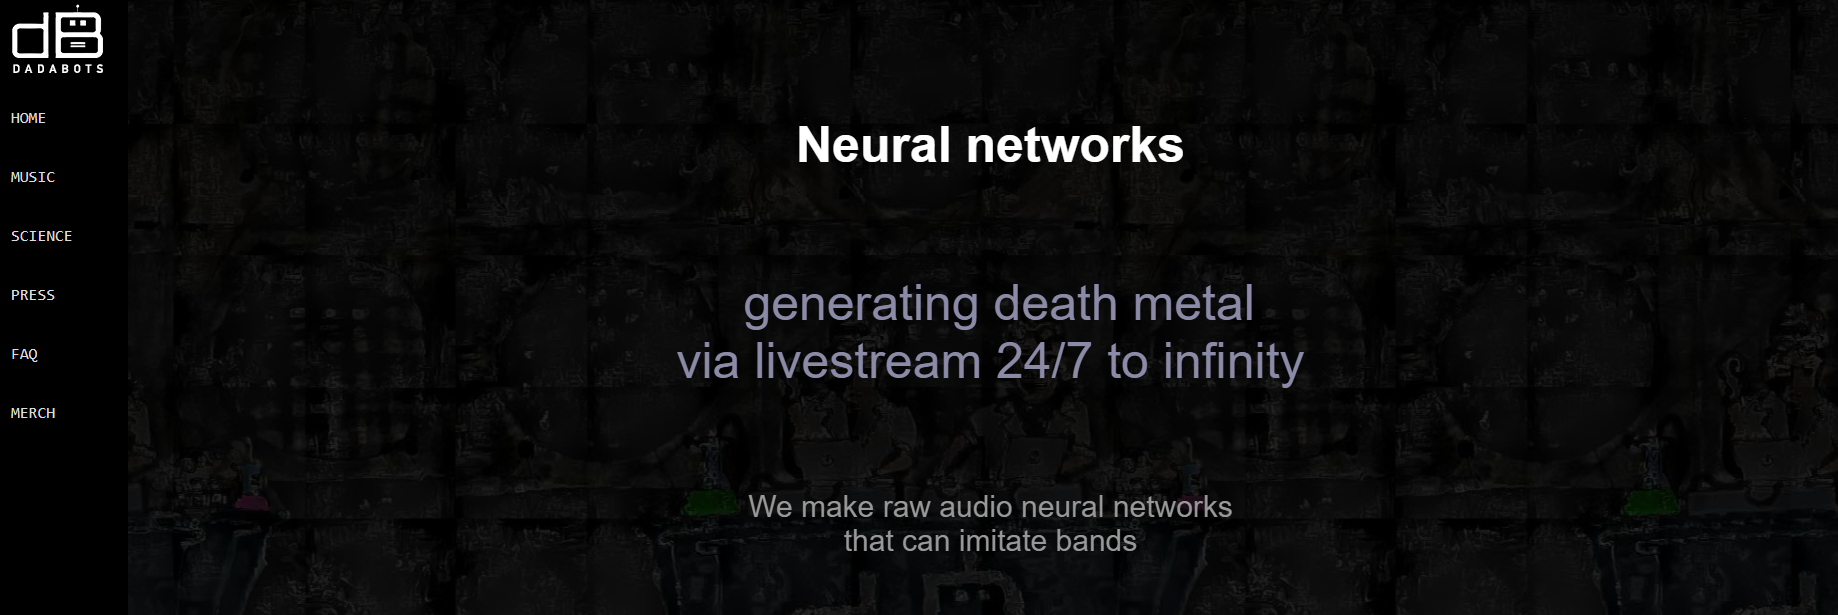 dB
DADABOTS
HOME
MUSIC
SCIENCE
PRESS
FAQ
MERCH
Neural networks
generating death metal
via livestream 24/7 to infinity
We make raw audio neural networks
that can imitate bands